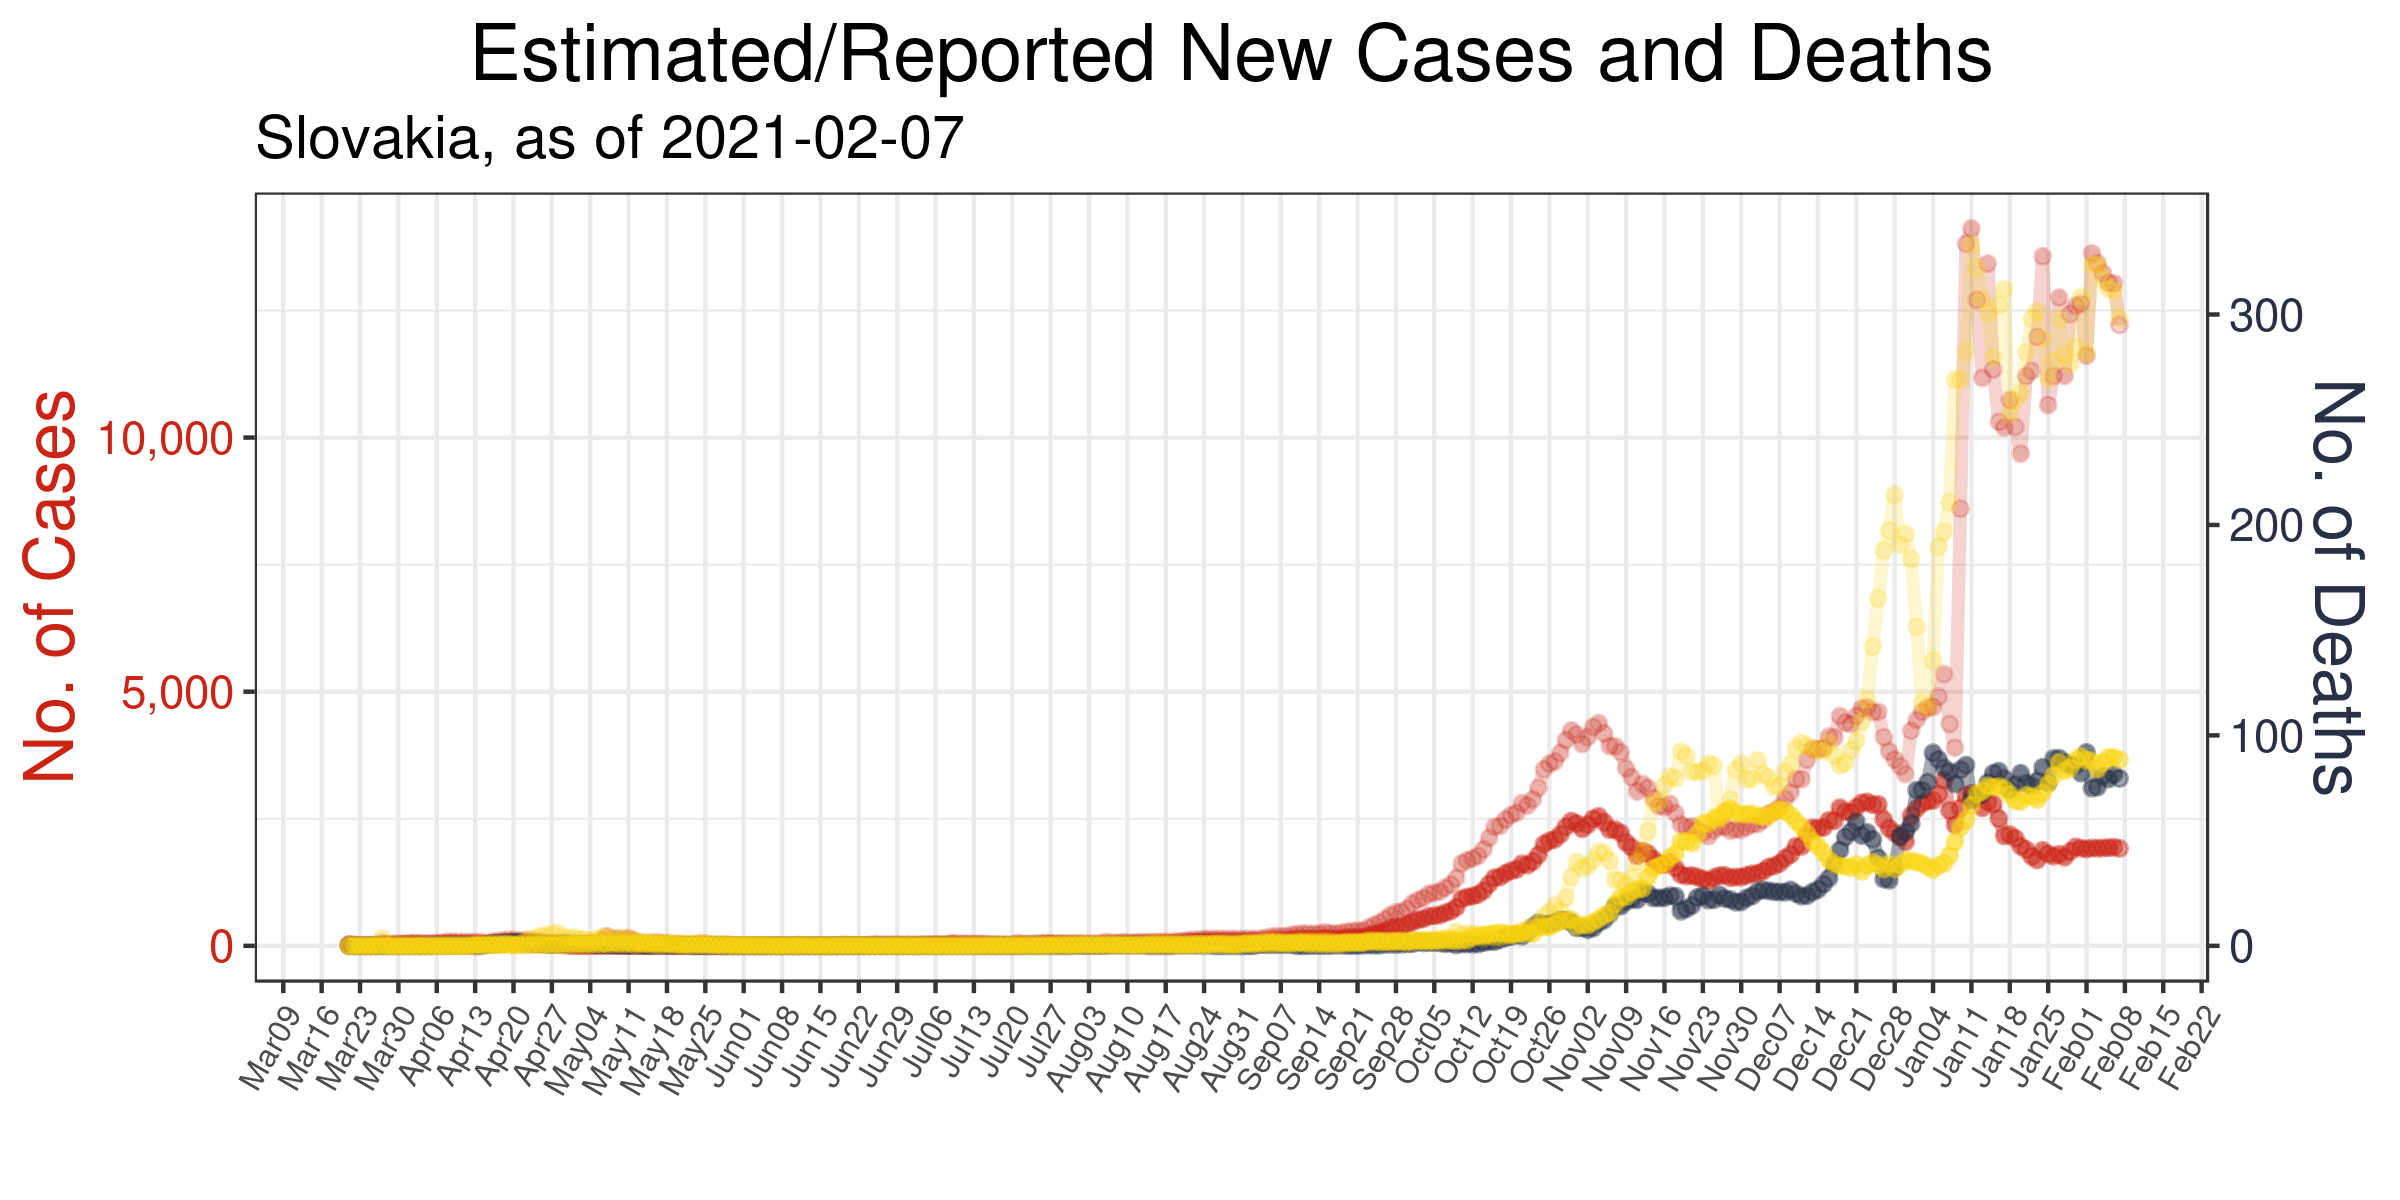 Estimated/Reported New Cases and Deaths
Slovakia, as of 2021-02-07
No. of Cases
10,000
5,000
0
300
200
100
0
No. of Deaths
Mar09
Mar16
Mar23
Mar30
Apr06
Apr13
Apr20
Apr27
May04
May11
May18
May25
Jun01
Jun08
Jun15
Jun22
Jun29
Jul06
Jul13
Jul20
Jul27
Aug03
Aug10
Aug17
Aug24
Aug31
Sep07
Sep14
Sep21
Sep28
Oct05
Oct12
Oct19
Oct26
Nov02
Nov09
Nov16
Nov23
Nov30
Dec07
Dec14
Dec21
Dec28
Dec04
Jan11
Jan18
Jan25
Jan25
Feb01
Feb08
Feb15
Feb22